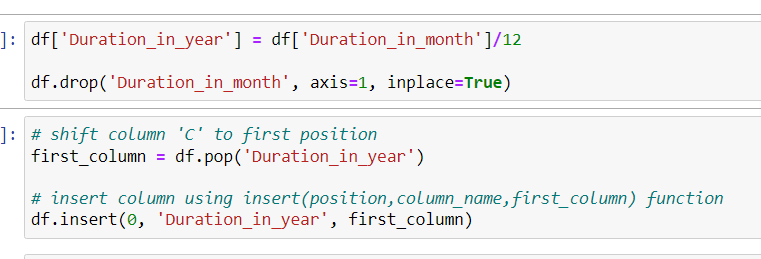 ]: df['Duration_in_year'] = df['Duration_in_month']/12
df.drop('Duration_in_month', axis=1, inplace=True)
]: # shift column 'C' to first position
first_column = df.pop('Duration_in_year')
# insert column using insert(position,column_name,first_column) function
df.insert(0, 'Duration_in_year', first_column)